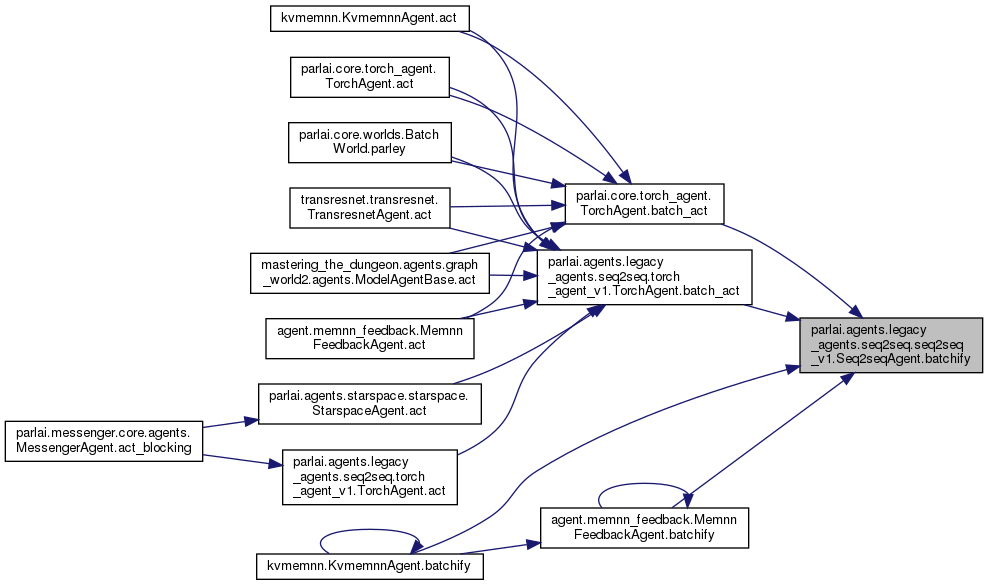 kvmemnn.KvmemnnAgent.act
parlai.core.torch_agent.
TorchAgent.act
parlai.core.worlds.Batch
World.parley
transresnet.transresnet.
TransresnetAgent.act
mastering_the_dungeon.agents.graph
_world2.agents.ModelAgentBase.act
agent.memnn_feedback.Memnn
FeedbackAgent.act
parlai.agents.starspace.starspace.
StarspaceAgent.act
parlai.messenger.core.agents.
MessengerAgent.act_blocking
parlai.agents.legacy
_agents.seq2seq.torch
_agent_v1.TorchAgent.act
kvmemnn.KvmemnnAgent.batchify
parlai.core.torch_agent.
TorchAgent.batch_act
parlai.agents.legacy
_agents.seq2seq.torch
_agent_v1.TorchAgent.batch_act
agent.memnn_feedback.Memnn
FeedbackAgent.batchify
parlai.agents.legacy
_agents.seq2seq.seq2seq
_v1.Seq2seqAgent.batchify